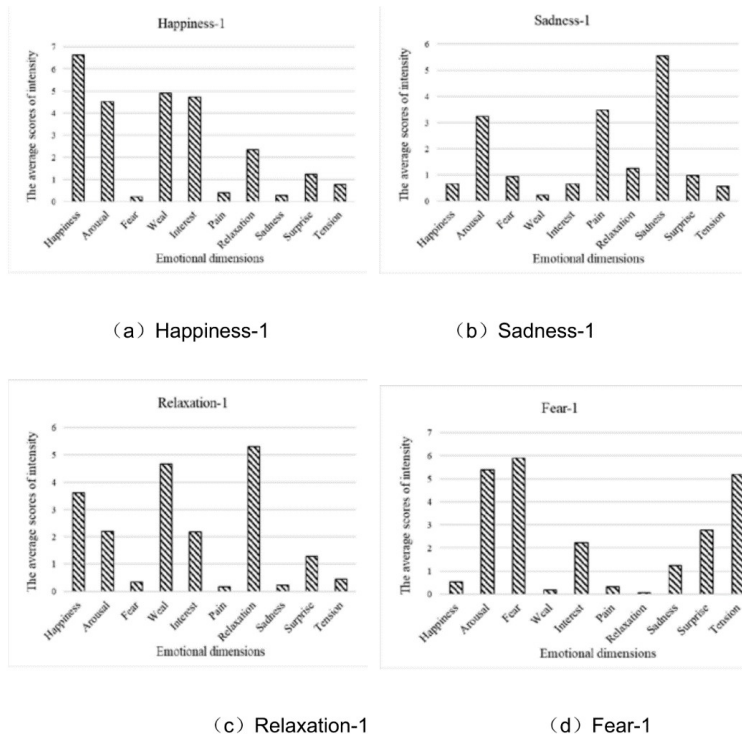 Happiness-1
The average scores of intensity
7
6
5
4
3
2
1
0
Happiness
Arousal
Fear
Weal
Interest
Pain
Relaxation
Sadness
Surprise
Tension
Emotional dimensions
Sadness-1
The average scores of intensity
6
5
4
3
2
1
0
Happiness
Arousal
Fear
Weal
Interest
Pain
Relaxation
Sadness
Surprise
Tension
Emotional dimensions
（a）Happiness-1
（b）Sadness-1
Relaxation-1
The average scores of intensity
6
5
4
3
2
1
0
Happiness
Arousal
Fear
Weal
Interest
Pain
Relaxation
Sadness
Surprise
Tension
Emotional dimensions
Fear-1
The average scores of intensity
7
6
5
4
3
2
1
0
Happiness
Arousal
Fear
Weal
Interest
Pain
Relaxation
Sadness
Surprise
Tension
Emotional dimensions
（c）Relaxation-1
（d）Fear-1